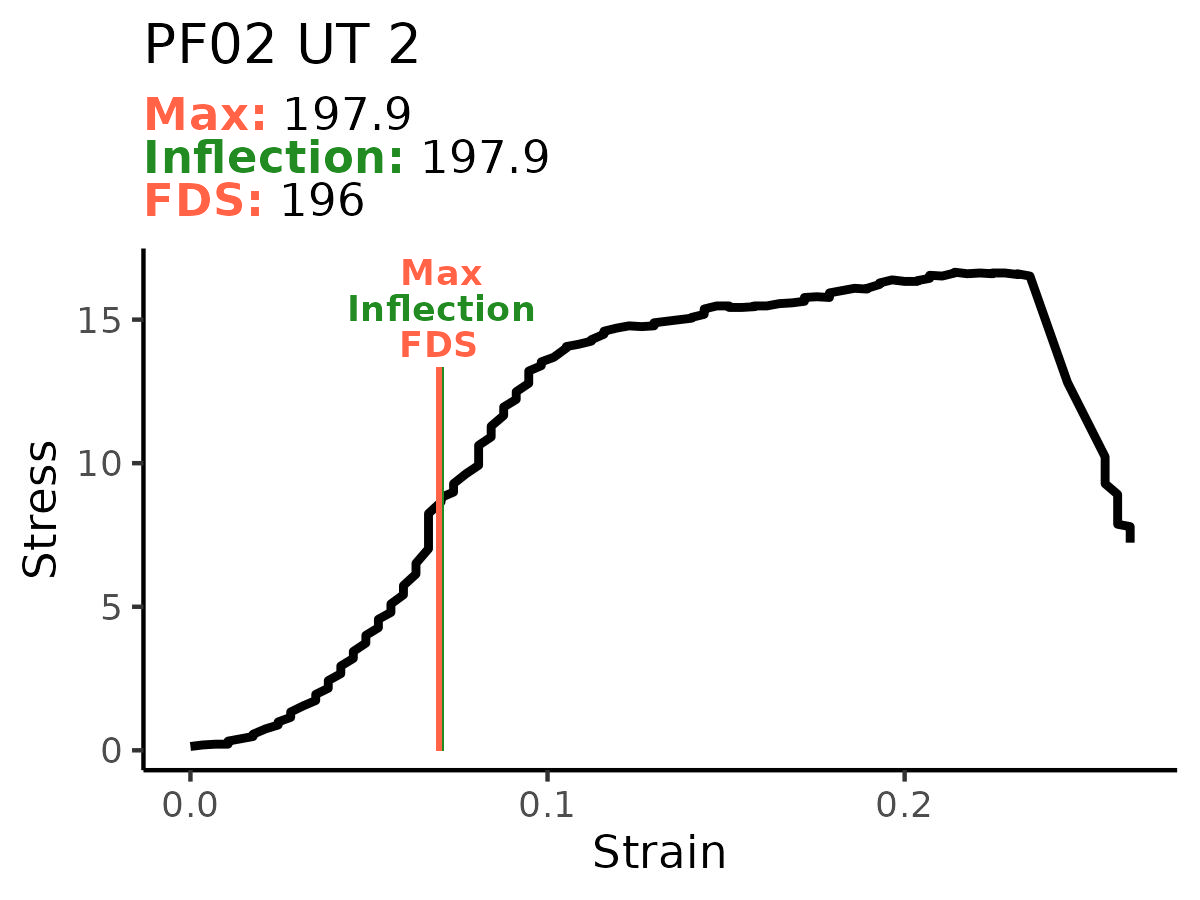 PF02 UT 2
Max: 197.9
Inflection: 197.9
FDS: 196
Max
Inflection
FDS
15
10
5
0
Stress
0.0 0.1 0.2
Strain